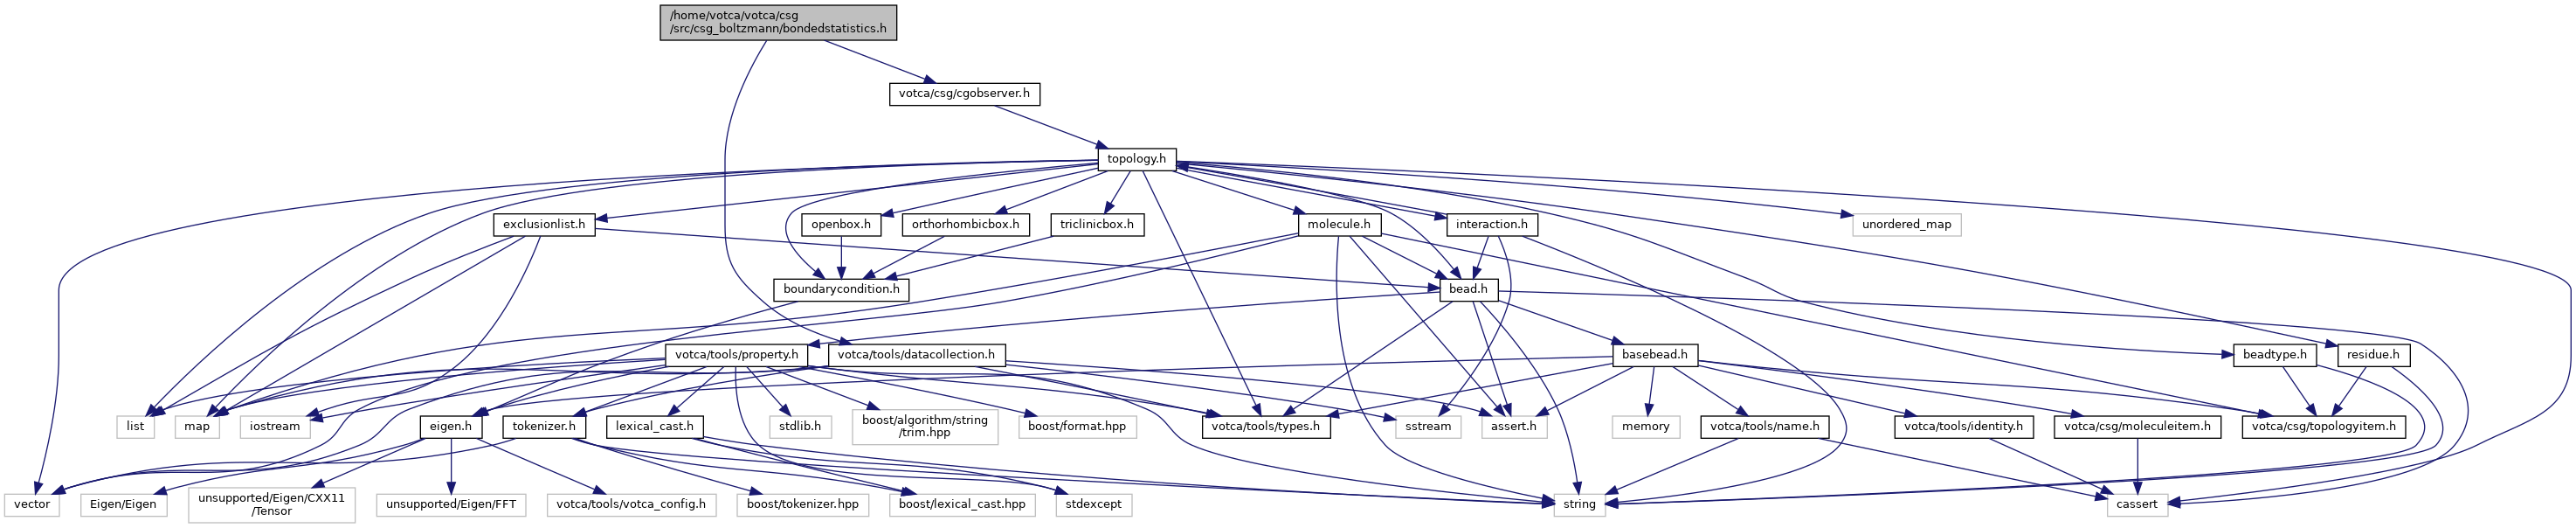 /home/votca/votca/csg
/src/csg_boltzmann/bondedstatistics.h
votca/csg/cgobserver.h
topology.h
exclusionlist.h
openbox.h
orthorhombicbox.h
triclinicbox.h
molecule.h
interaction.h
unordered_map
boundarycondition.h
bead.h
votca/tools/property.h
votca/tools/datacollection.h
basebead.h
beadtype.h
residue.h
list
map
iostream
eigen.h
tokenizer.h
lexical_cast.h
stdlib.h
boost/algorithm/string
/trim.hpp
boost/format.hpp
votca/tools/types.h
sstream
assert.h
memory
votca/tools/name.h
votca/tools/identity.h
votca/csg/moleculeitem.h
votca/csg/topologyitem.h
vector
Eigen/Eigen
unsupported/Eigen/CXX11
/Tensor
unsupported/Eigen/FFT
votca/tools/votca_config.h
boost/tokenizer.hpp
boost/lexical_cast.hpp
stdexcept
string
cassert